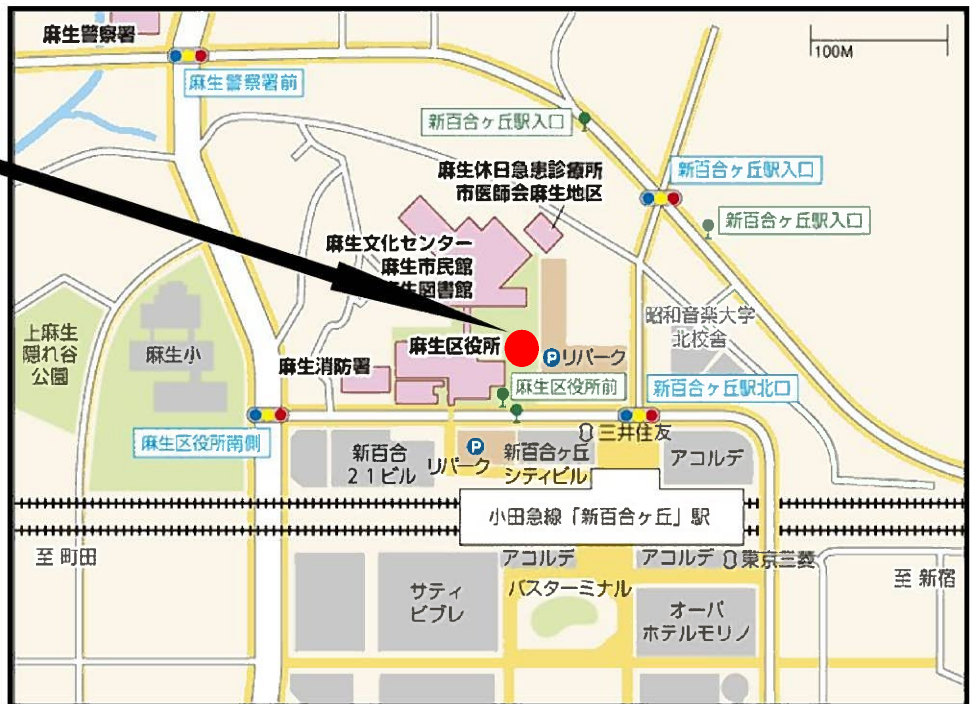 麻生警察署
100M
麻生警察署前
新百合ヶ丘駅入口
麻生休日急患診療所
市医師会麻生地区
新百合ヶ丘駅入口
新百合ヶ丘駅入口
麻生文化センター
麻生市民館
生図書館
昭和音楽大学
北校舎
上麻生
隠れ谷
公園
麻生小
麻生消防署
麻生区役所
P リパーク
麻生区役所前
新百合ヶ丘駅北口
麻生区役所南側
新百合
21ビル
P
リパーク
新百合ヶ丘
シティビル
三井住友
アコルデ
小田急線「新百合ヶ丘」駅
至 町田
アコルデ
アコルデ
東京三菱
至 新宿
サティ
ビブレ
バスターミナル
オーパ
ホテルモリノ